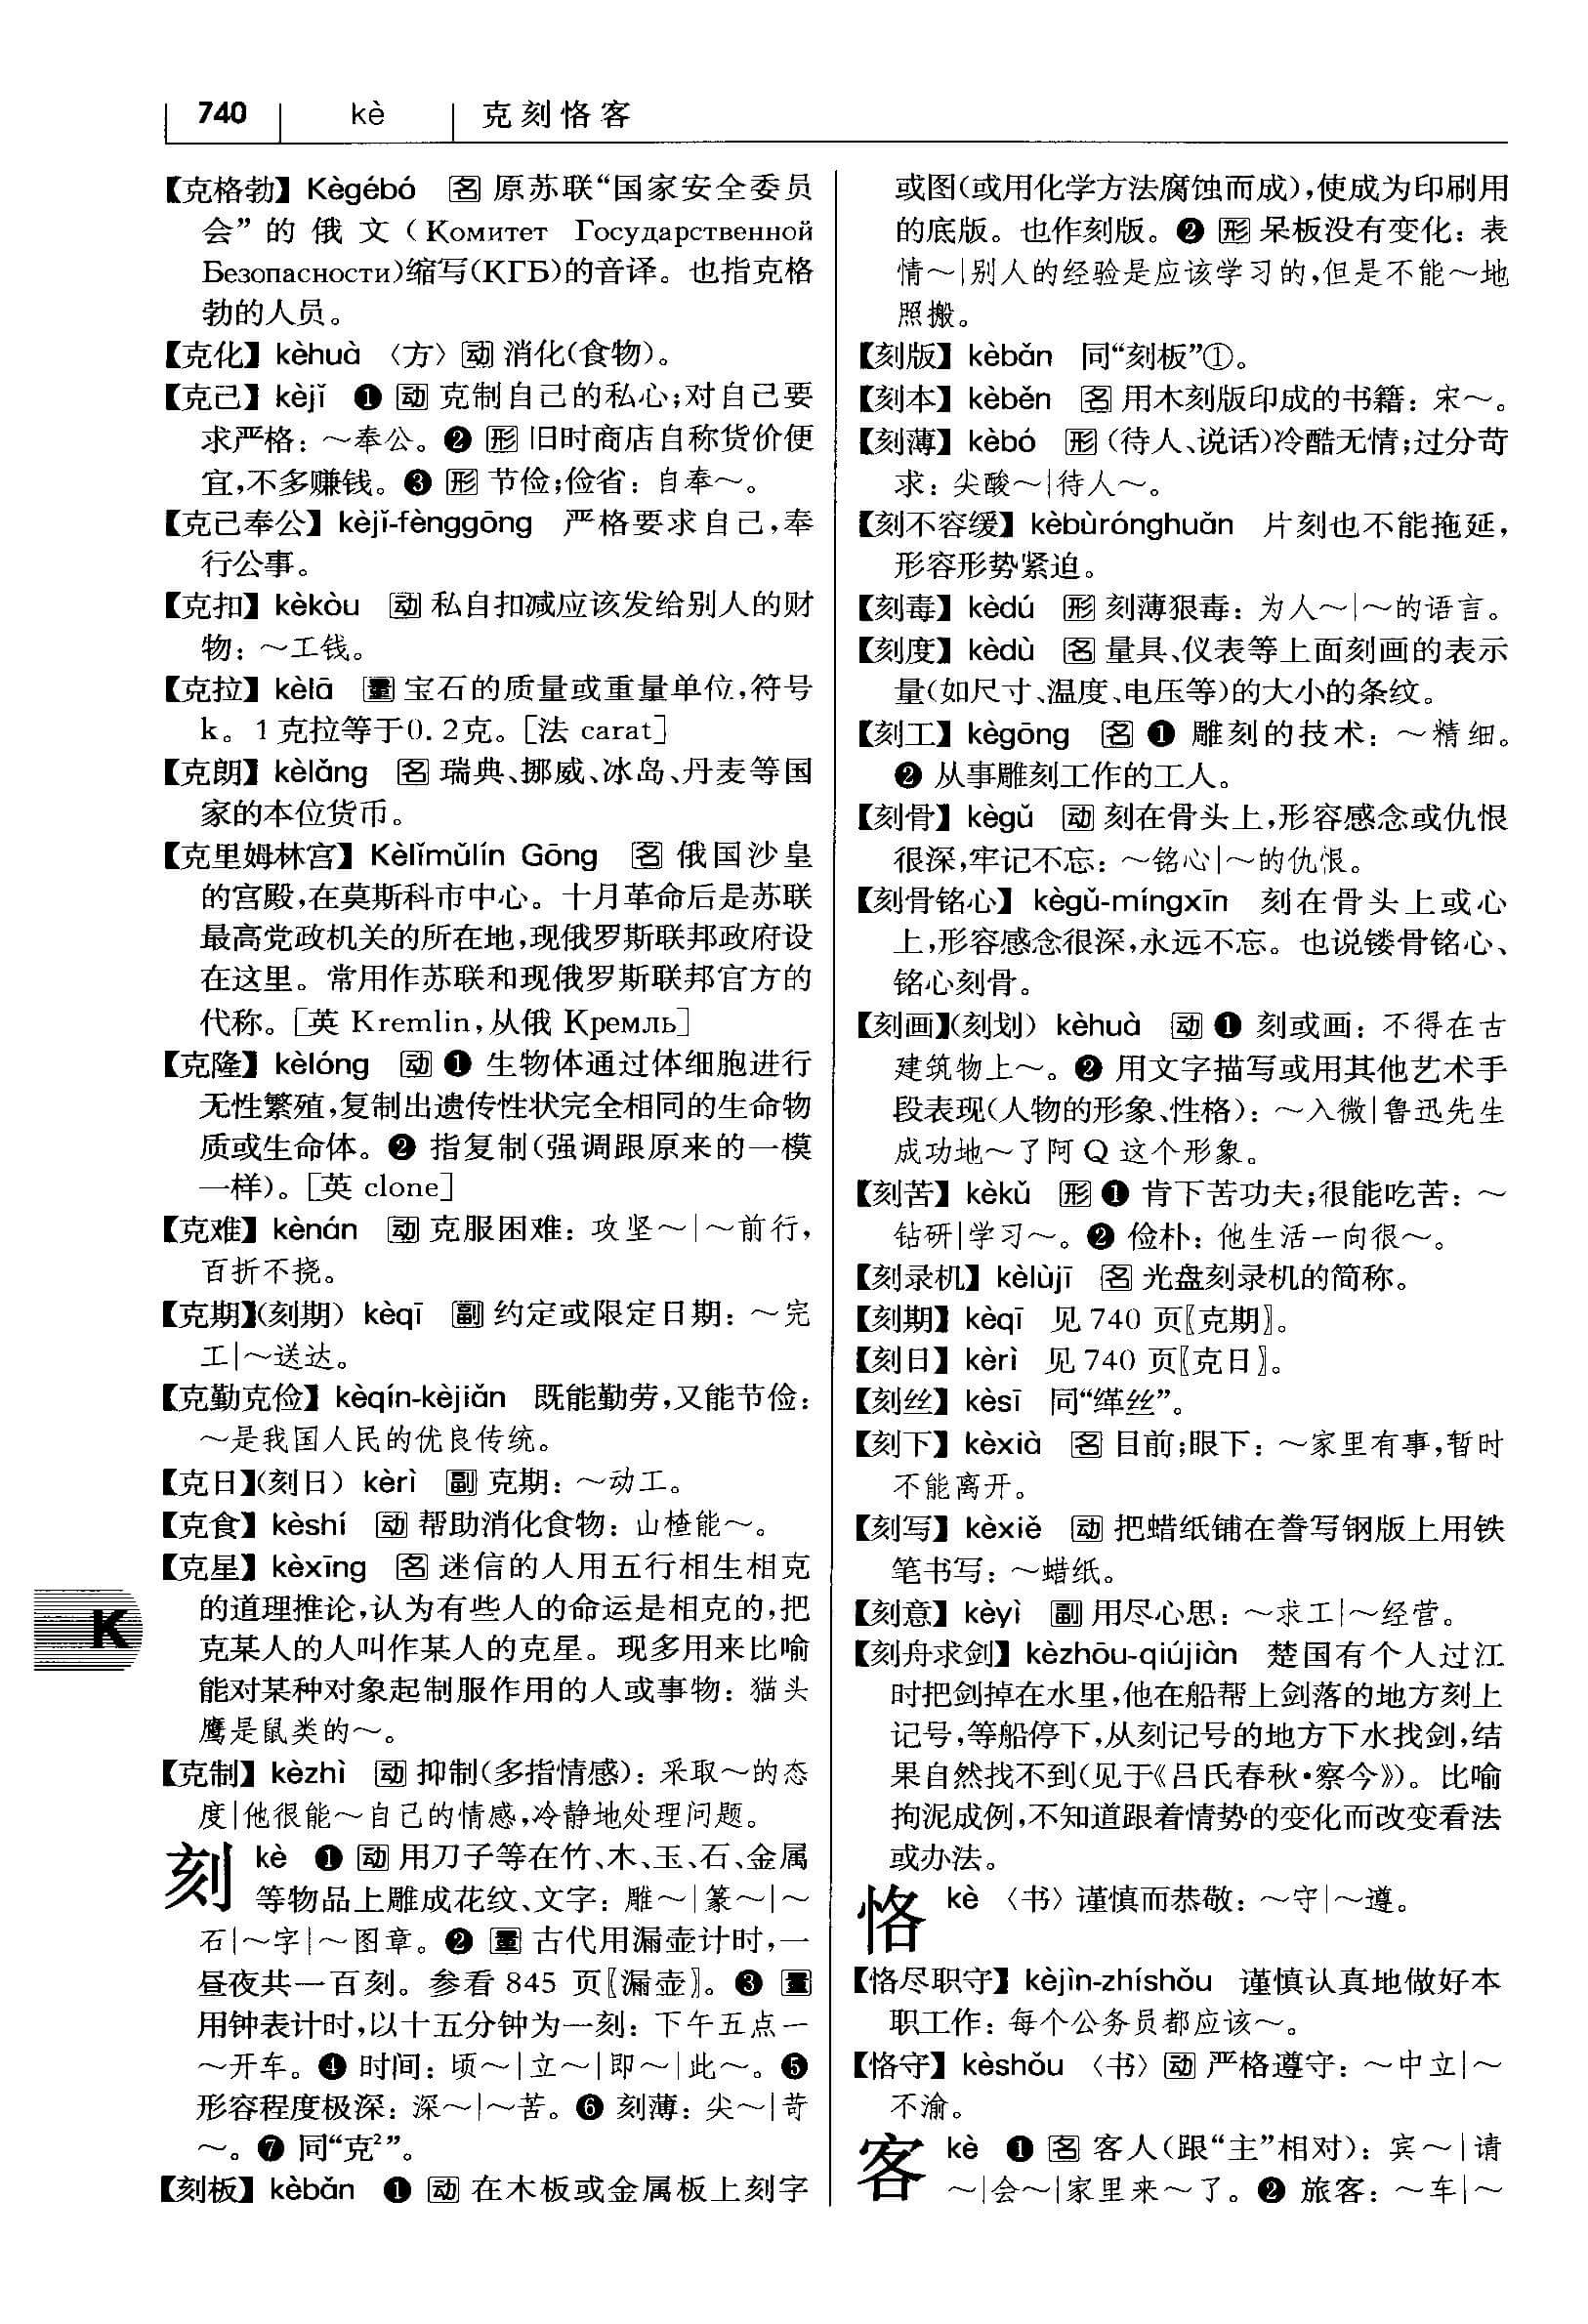 740 kè 克刻恪客
【克格勃】Kègébó 名 原苏联“国家安全委员
会”的俄文(Комитет Государственной
Безопасности)缩写(КГБ)的音译。也指克格
勃的人员。
【克化】kèhuà 〈方〉动 消化(食物)。
【克己】kèjǐ ❶ 动 克制自己的私心;对自己要
求严格:～奉公。❷ 形 旧时商店自称货价便
宜,不多赚钱。❸ 形 节俭;俭省:自奉～。
【克己奉公】kèjǐ-fènggōng 严格要求自己,奉
行公事。
【克扣】kèkòu 动 私自扣减应该发给别人的财
物:～工钱。
【克拉】kèlā 量 宝石的质量或重量单位,符号
k。1克拉等于0.2克。[法 carat]
【克朗】kèlǎng 名 瑞典、挪威、冰岛、丹麦等国
家的本位货币。
【克里姆林宫】Kèlǐmǔlín Gōng 名 俄国沙皇
的宫殿,在莫斯科市中心。十月革命后是苏联
最高党政机关的所在地,现俄罗斯联邦政府设
在这里。常用作苏联和现俄罗斯联邦官方的
代称。[英 Kremlin,从俄 Кремль]
【克隆】kèlóng 动 ❶ 生物体通过体细胞进行
无性繁殖,复制出遗传性状完全相同的生命物
质或生命体。❷ 指复制(强调跟原来的一模
一样)。[英 clone]
【克难】kènán 动 克服困难:攻坚～|～前行,
百折不挠。
【克期】(刻期) kèqī 副 约定或限定日期:～完
工|～送达。
【克勤克俭】kèqín-kèjiǎn 既能勤劳,又能节俭:
～是我国人民的优良传统。
【克日】(刻日) kèrì 副 克期:～动工。
【克食】kèshí 动 帮助消化食物:山楂能～。
【克星】kèxīng 名 迷信的人用五行相生相克
的道理推论,认为有些人的命运是相克的,把
克某人的人叫作某人的克星。现多用来比喻
能对某种对象起制服作用的人或事物:猫头
鹰是鼠类的～。
【克制】kèzhì 动 抑制(多指情感):采取～的态
度|他很能～自己的情感,冷静地处理问题。
刻 kè ❶ 动 用刀子等在竹、木、玉、石、金属
等物品上雕成花纹、文字:雕～|篆～|～
石|～字|～图章。❷ 量 古代用漏壶计时,一
昼夜共一百刻。参看845页〖漏壶〗。❸ 量
用钟表计时,以十五分钟为一刻:下午五点一
～开车。❹ 时间:顷～|立～|即～|此～。❺
形容程度极深:深～|～苦。❻ 刻薄:尖～|苛
～。❼ 同“克²”。
【刻板】kèbǎn ❶ 动 在木板或金属板上刻字
或图(或用化学方法腐蚀而成),使成为印刷用
的底版。也作刻版。❷ 形 呆板没有变化:表
情～|别人的经验是应该学习的,但是不能～地
照搬。
【刻版】kèbǎn 同“刻板”①。
【刻本】kèběn 名 用木刻版印成的书籍:宋～。
【刻薄】kèbó 形 (待人、说话)冷酷无情;过分苛
求:尖酸～|待人～。
【刻不容缓】kèbùrónghuǎn 片刻也不能拖延,
形容形势紧迫。
【刻毒】kèdú 形 刻薄狠毒:为人～|～的语言。
【刻度】kèdù 名 量具、仪表等上面刻画的表示
量(如尺寸、温度、电压等)的大小的条纹。
【刻工】kègōng 名 ❶ 雕刻的技术:～精细。
❷ 从事雕刻工作的工人。
【刻骨】kègǔ 动 刻在骨头上,形容感念或仇恨
很深,牢记不忘:～铭心|～的仇恨。
【刻骨铭心】kègǔ-míngxīn 刻在骨头上或心
上,形容感念很深,永远不忘。也说镂骨铭心、
铭心刻骨。
【刻画】(刻划) kèhuà 动 ❶ 刻或画:不得在古
建筑物上～。❷ 用文字描写或用其他艺术手
段表现(人物的形象、性格):～入微|鲁迅先生
成功地～了阿Q这个形象。
【刻苦】kèkǔ 形 ❶ 肯下苦功夫;很能吃苦:～
钻研|学习～。❷ 俭朴:他生活一向很～。
【刻录机】kèlùjī 名 光盘刻录机的简称。
【刻期】kèqī 见740页〖克期〗。
【刻日】kèrì 见740页〖克日〗。
【刻丝】kèsī 同“缂丝”。
【刻下】kèxià 名 目前;眼下:～家里有事,暂时
不能离开。
【刻写】kèxiě 动 把蜡纸铺在誊写钢版上用铁
笔书写:～蜡纸。
【刻意】kèyì 副 用尽心思:～求工|～经营。
【刻舟求剑】kèzhōu-qiújiàn 楚国有个人过江
时把剑掉在水里,他在船帮上剑落的地方刻上
记号,等船停下,从刻记号的地方下水找剑,结
果自然找不到(见于《吕氏春秋·察今》)。比喻
拘泥成例,不知道跟着情势的变化而改变看法
或办法。
恪 kè 〈书〉谨慎而恭敬:～守|～遵。
【恪尽职守】kèjìn-zhíshǒu 谨慎认真地做好本
职工作:每个公务员都应该～。
【恪守】kèshǒu 〈书〉动 严格遵守:～中立|～
不渝。
客 kè ❶ 名 客人(跟“主”相对):宾～|请
～|会～|家里来～了。❷ 旅客:～车|～
K